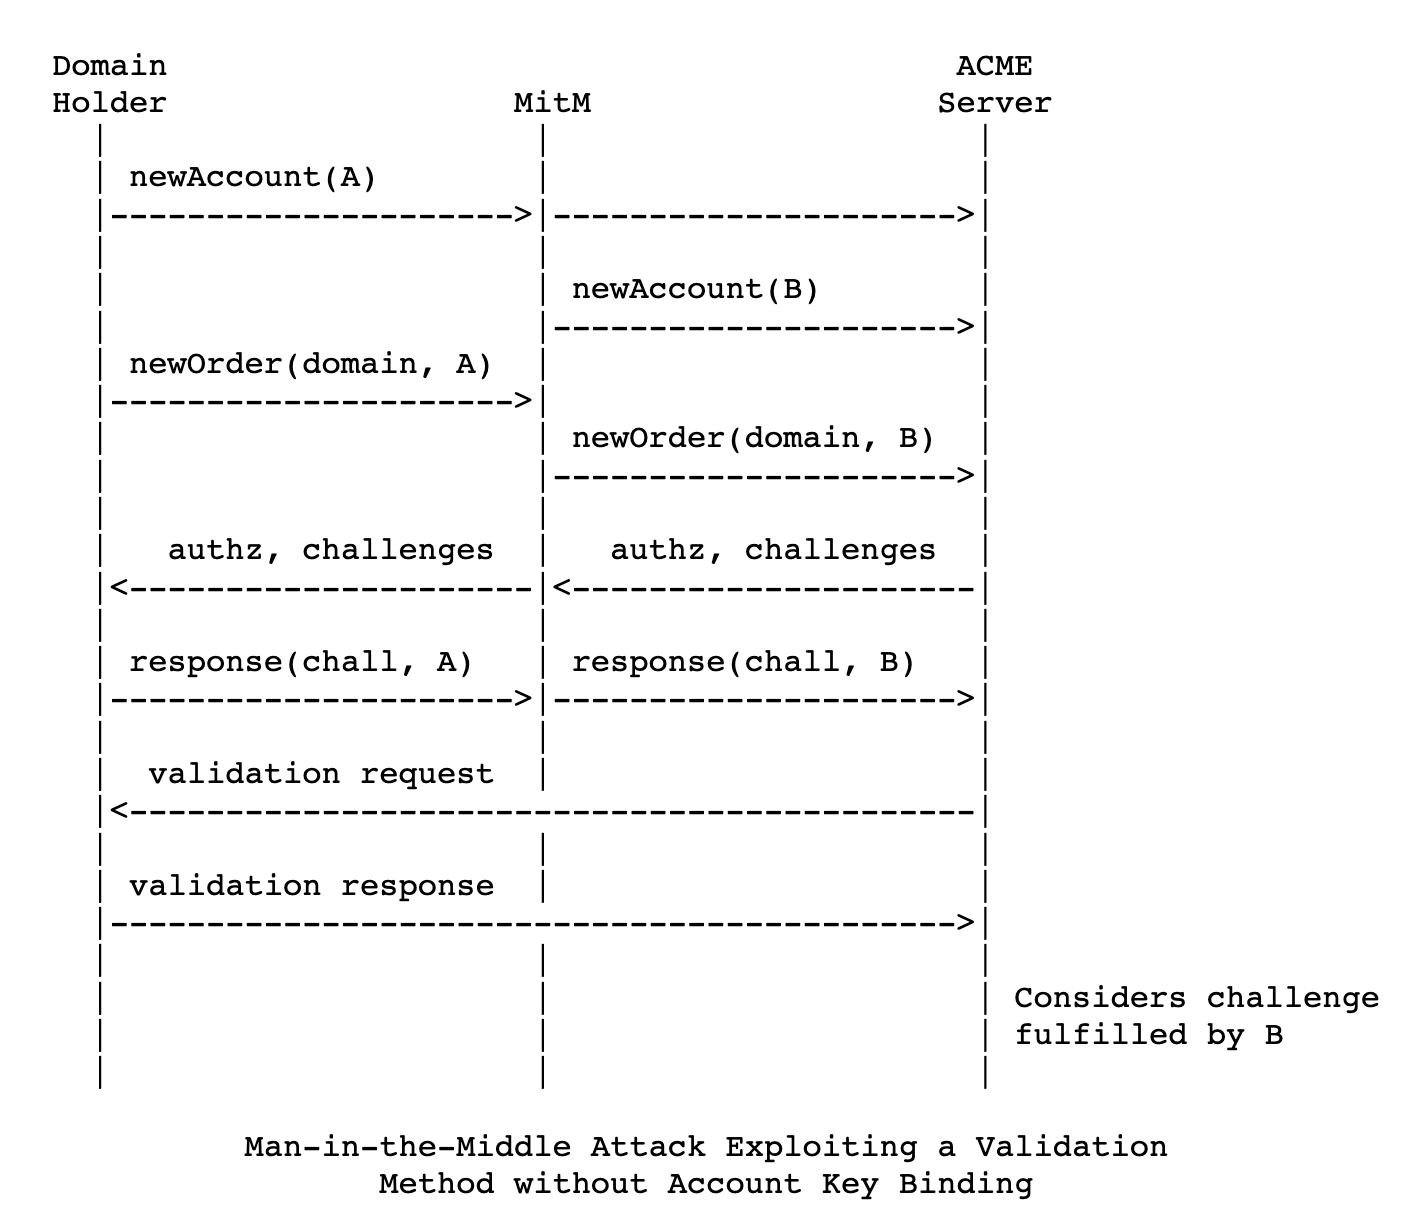 Domain ACME
Holder MitM Server
newAccount(A)
newAccount(B)
newOrder(domain, A)
newOrder(domain, B)
authz, challenges authz, challenges
response(chall, A) response(chall, B)
validation request
validation response
Considers challenge
fulfilled by B
Man-in-the-Middle Attack Exploiting a Validation
Method without Account Key Binding